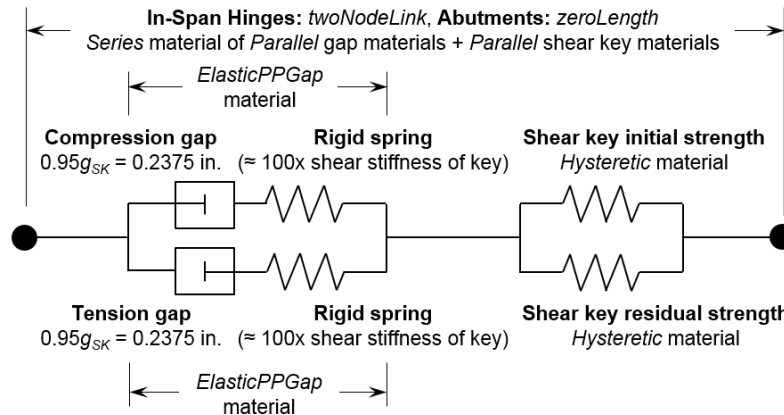 In-Span Hinges: twoNodeLink, Abutments: zeroLength
Series material of Parallel gap materials + Parallel shear key materials
ElasticPPGap
material
Compression gap
0.95gSK = 0.2375 in.
Rigid spring
(≈ 100x shear stiffness of key)
Shear key initial strength
Hysteretic material
Tension gap
0.95gSK = 0.2375 in.
Rigid spring
(≈ 100x shear stiffness of key)
Shear key residual strength
Hysteretic material
ElasticPPGap
material